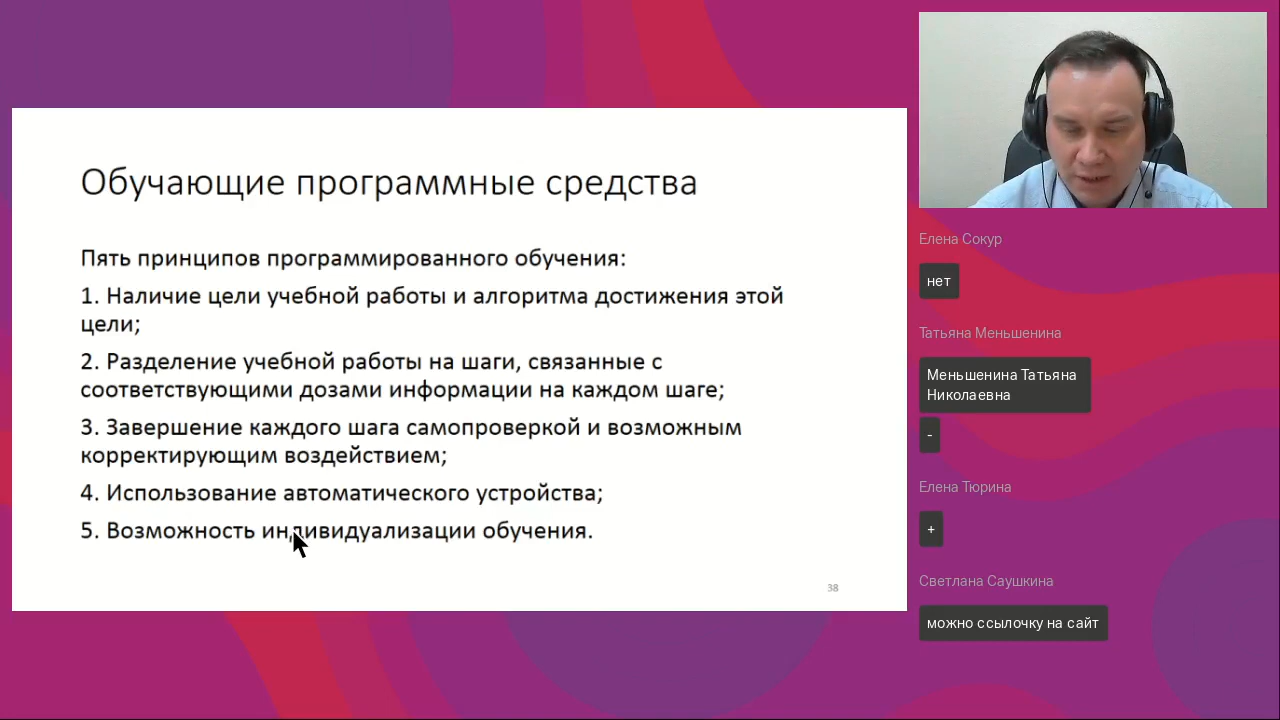 Обучающие программные средства
Пять принципов программированного обучения:
1. Наличие цели учебной работы и алгоритма достижения этой
цели;
2. Разделение учебной работы на шаги, связанные с
соответствующими дозами информации на каждом шаге;
3. Завершение каждого шага самопроверкой и возможным
корректирующим воздействием;
4. Использование автоматического устройства;
5. Возможность индивидуализации обучения.
38
Елена Сокур
нет
Татьяна Меньшенина
Меньшенина Татьяна
Николаевна
-
Елена Тюрина
+
Светлана Саушкина
можно ссылочку на сайт